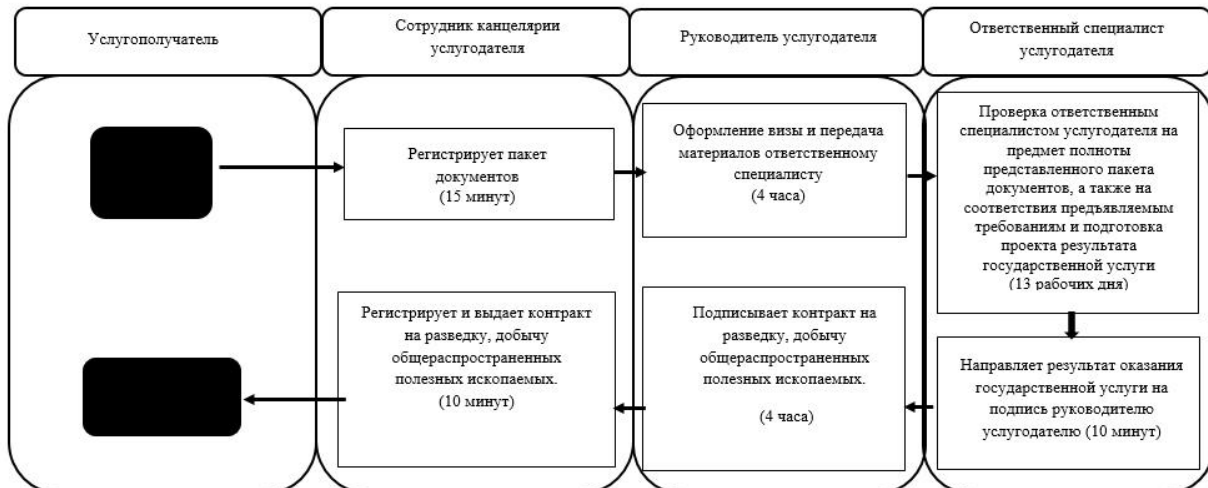 Услугополучатель
Сотрудник канцелярии
услугодателя
Руководитель услугодателя
Ответственный специалист
услугодателя
Регистрирует пакет
документов
(15 минут)
Оформление визы и передача
материалов ответственному
специалисту
(4 часа)
Проверка ответственным
специалистом услугодателя на
предмет полноты
представленного пакета
документов, а также на
соответствия предъявляемым
требованиям и подготовка
проекта результата
государственной услуги
(13 рабочих дня)
Направляет результат оказания
государственной услуги на
подпись руководителю
услугодателю (10 минут)
Подписывает контракт на
разведку, добычу
общераспространенных
полезных ископаемых.
(4 часа)
Регистрирует и выдает контракт
на разведку, добычу
общераспространенных
полезных ископаемых.
(10 минут)